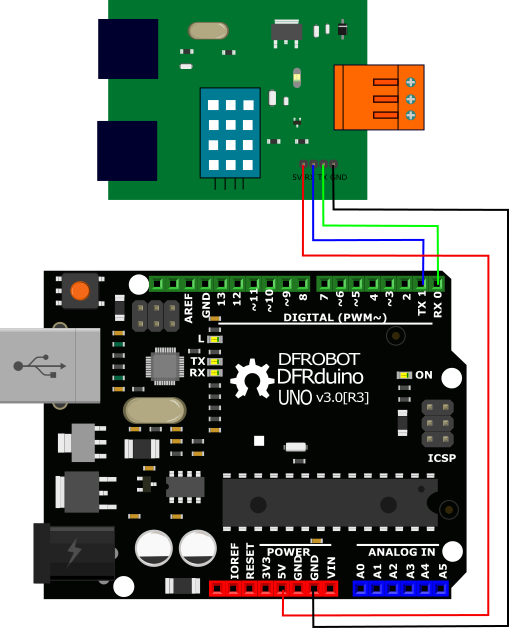 5V RX TX GND
AREF
GND
13
12
~11
~10
~9
8
7
~6
~5
4
~3
2
TX 1
RX 0
DIGITAL (PWM~)
L
TX
RX
DFROBOT
DFRduino
UNO v3.0[R3]
ON
ICSP
POWER
ANALOG IN
IOREF
RESET
3V3
5V
GND
GND
VIN
A0
A1
A2
A3
A4
A5